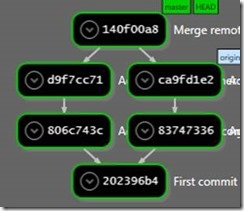 master HEAD
140f00a8 Merge remot
origin
d9f7cc71 A ca9fd1e2 A
806c743c A 83747336
202396b4 First commit